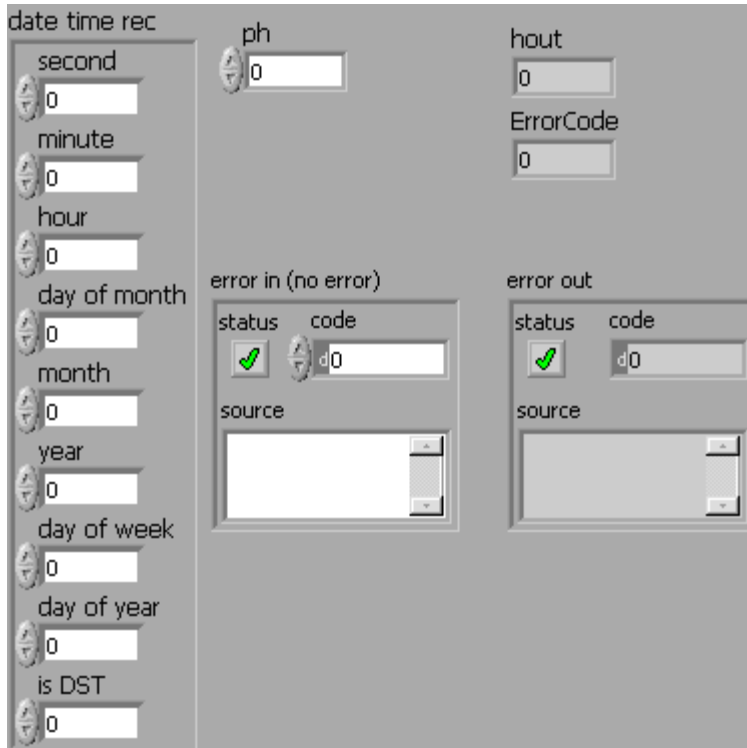 date time rec
second
0
minute
0
hour
0
day of month
0
month
0
year
0
day of week
0
day of year
0
is DST
0
ph
0
hout
0
ErrorCode
0
error in (no error)
status code
d0
source
error out
status code
d0
source